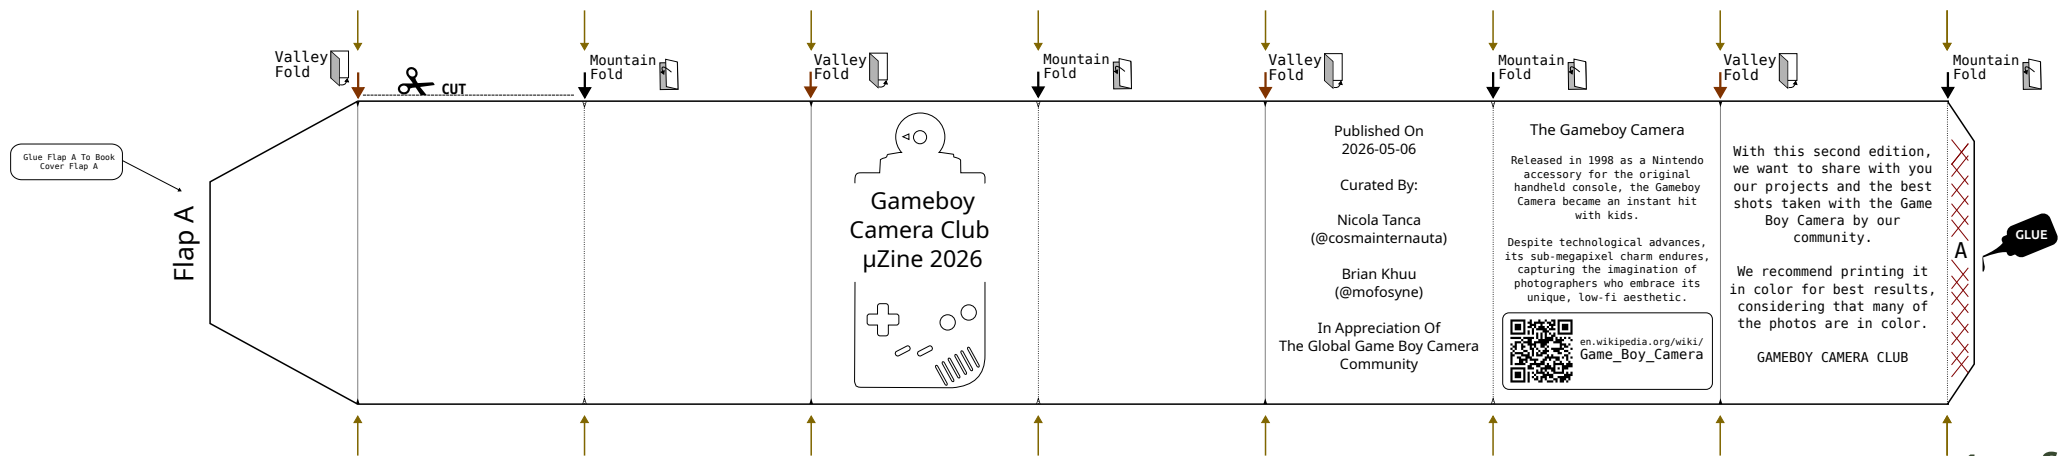 Valley
Fold
CUT
Mountain
Fold
Valley
Fold
Mountain
Fold
Valley
Fold
Mountain
Fold
Valley
Fold
Mountain
Fold
Glue Flap A To Book
Cover Flap A
Flap A
Gameboy
Camera Club
µZine 2026
Published On
2026-05-06
Curated By:
Nicola Tanca
(@cosmainternauta)
Brian Khuu
(@mofosyne)
In Appreciation Of
The Global Game Boy Camera
Community
The Gameboy Camera
Released in 1998 as a Nintendo
accessory for the original
handheld console, the Gameboy
Camera became an instant hit
with kids.
Despite technological advances,
its sub-megapixel charm endures,
capturing the imagination of
photographers who embrace its
unique, low-fi aesthetic.
en.wikipedia.org/wiki/
Game_Boy_Camera
With this second edition,
we want to share with you
our projects and the best
shots taken with the Game
Boy Camera by our
community.
We recommend printing it
in color for best results,
considering that many of
the photos are in color.
GAMEBOY CAMERA CLUB
A
GLUE